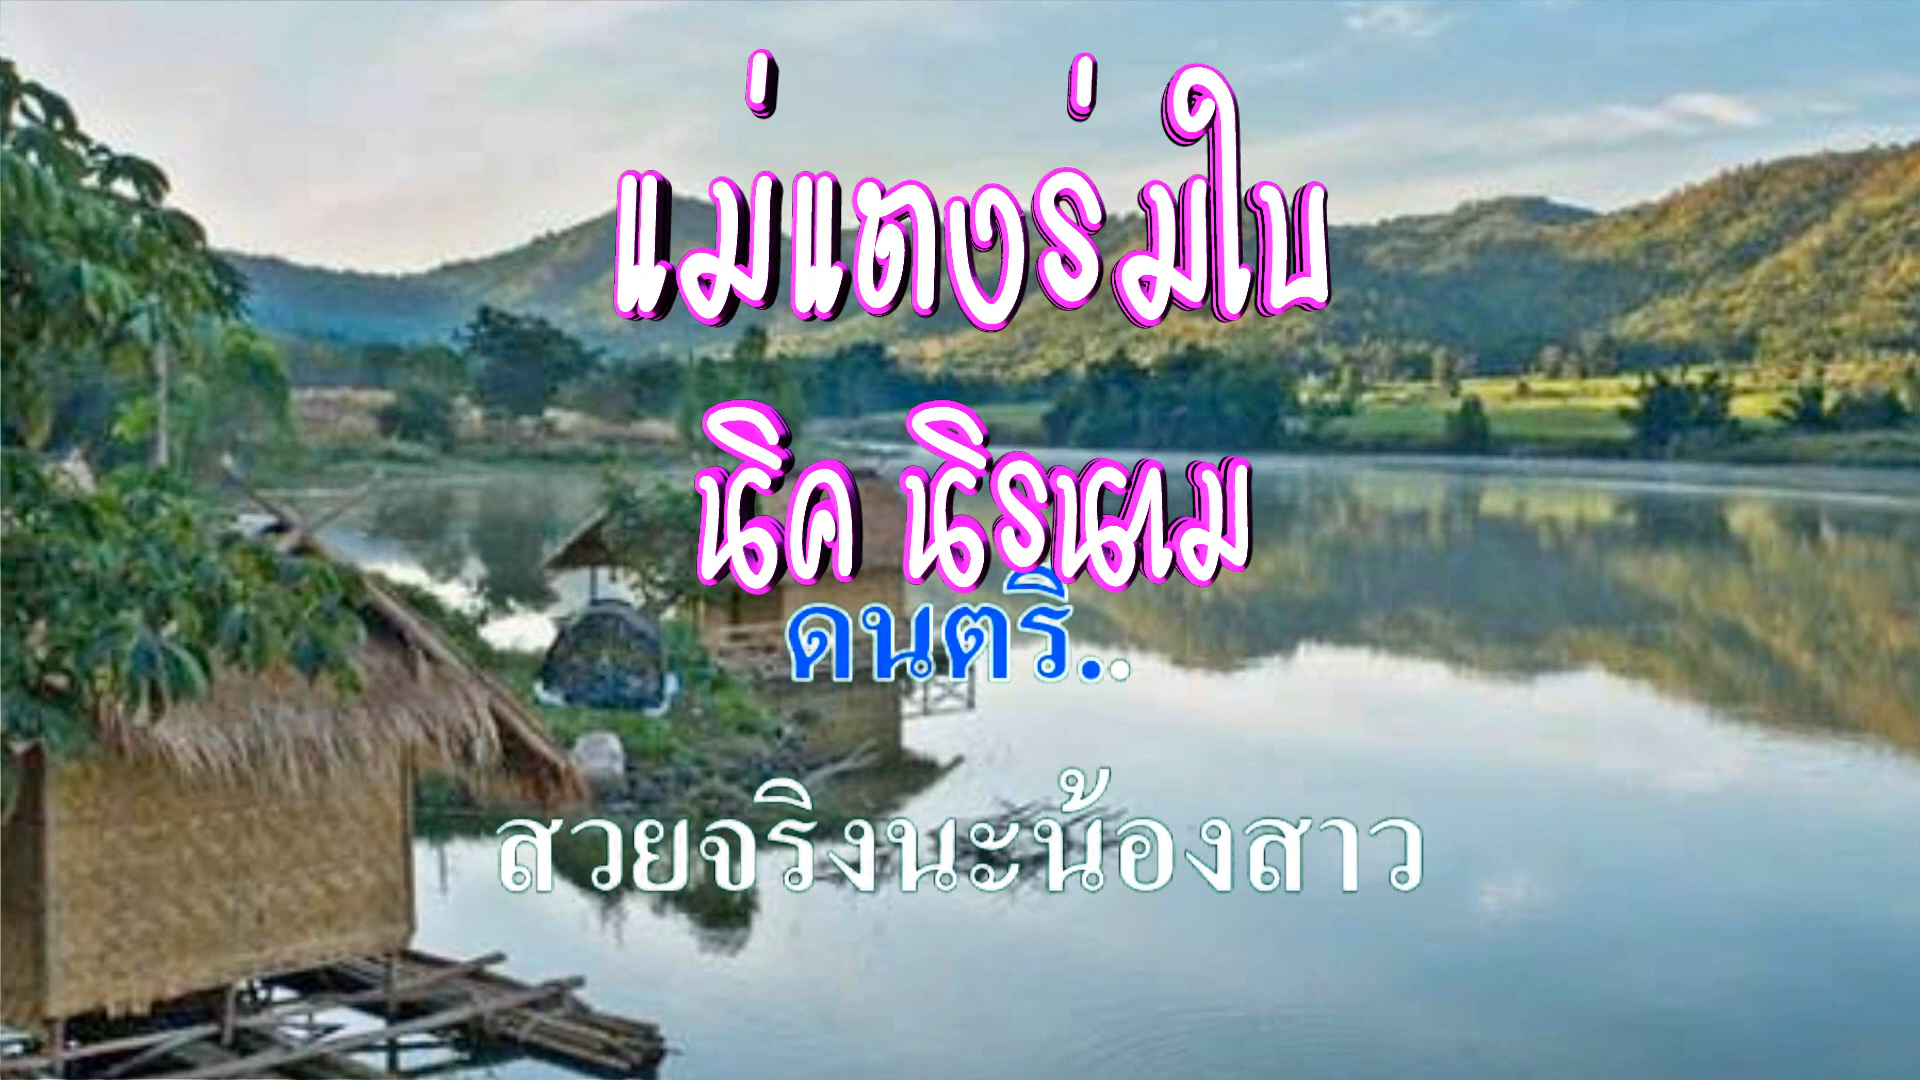 แม่แตงร่มใบ
นิค นิรนาม
ดนตรี..
สวยจริงนะน้องสาว